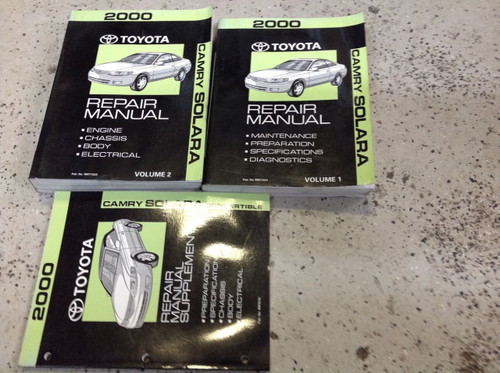 2000
TOYOTA
CAMRY SOLARA
REPAIR
MANUAL
• ENGINE
• CHASSIS
• BODY
• ELECTRICAL
VOLUME 2
2000
TOYOTA
CAMRY SOLARA
REPAIR
MANUAL
• MAINTENANCE
• PREPARATION
• SPECIFICATIONS
• DIAGNOSTICS
VOLUME 1
CAMRY SOLARA
2000
TOYOTA
REPAIR
MANUAL
SUPPLEMENT
• PREPARATION
• SPECIFICATIONS
• CHASSIS
• BODY
• ELECTRICAL